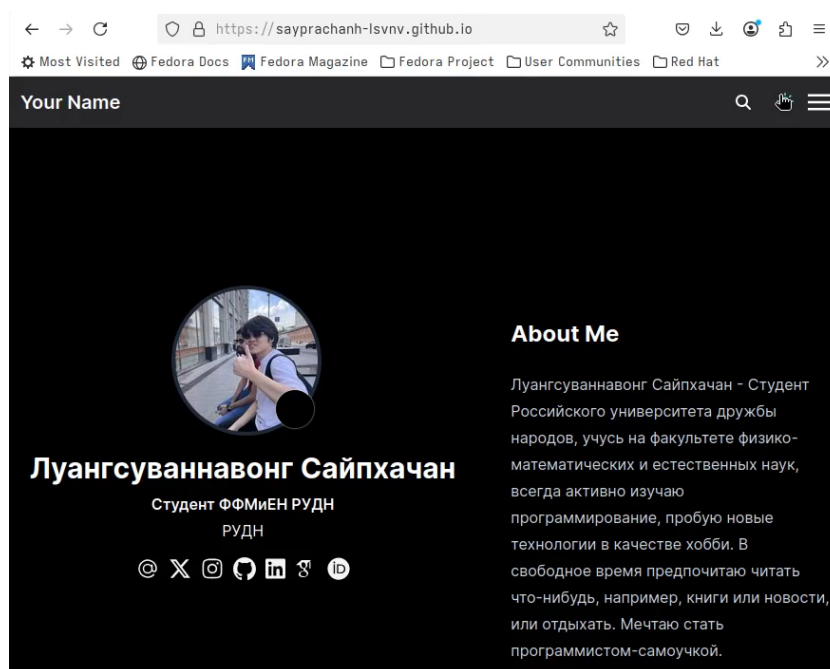 https://sayprachanh-lsvnv.github.io
Most Visited Fedora Docs Fedora Magazine Fedora Project User Communities Red Hat
Your Name
Луангсуваннавонг Сайпхачан
Студент ФФМиЕН РУДН
РУДН
About Me
Луангсуваннавонг Сайпхачан - Студент
Российского университета дружбы
народов, учусь на факультете физико-
математических и естественных наук,
всегда активно изучаю
программирование, пробую новые
технологии в качестве хобби. В
свободное время предпочитаю читать
что-нибудь, например, книги или новости,
или отдыхать. Мечтаю стать
программистом-самоучкой.